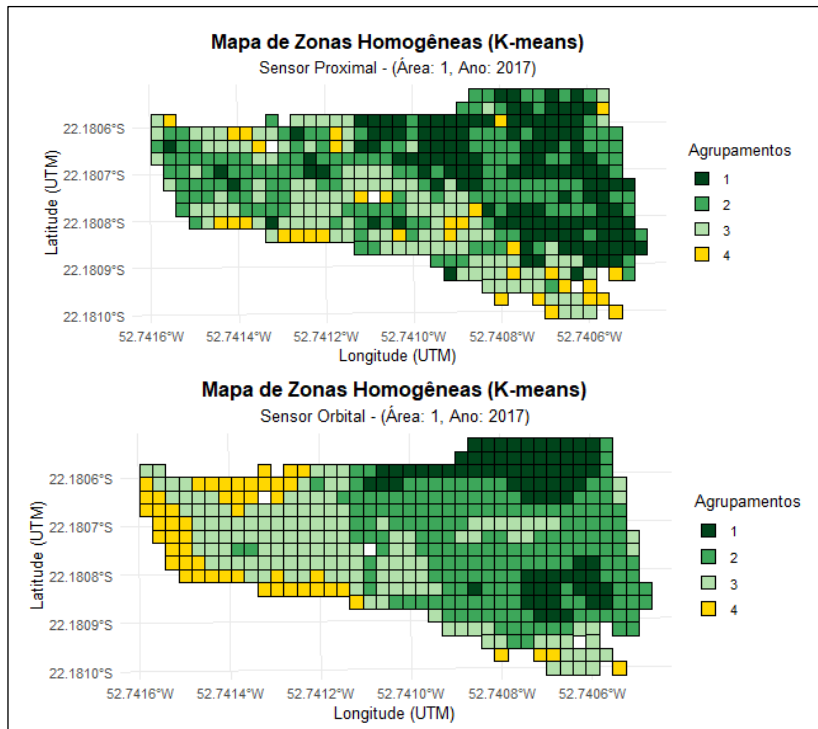 Mapa de Zonas Homogêneas (K-means)
Sensor Proximal - (Área: 1, Ano: 2017)
22.1806°S
22.1807°S
22.1808°S
22.1809°S
22.1810°S
Latitude (UTM)
52.7416°W 52.7414°W 52.7412°W 52.7410°W 52.7408°W 52.7406°W
Longitude (UTM)
Agrupamentos
1
2
3
4
Mapa de Zonas Homogêneas (K-means)
Sensor Orbital - (Área: 1, Ano: 2017)
22.1806°S
22.1807°S
22.1808°S
22.1809°S
22.1810°S
Latitude (UTM)
52.7416°W 52.7414°W 52.7412°W 52.7410°W 52.7408°W 52.7406°W
Longitude (UTM)
Agrupamentos
1
2
3
4